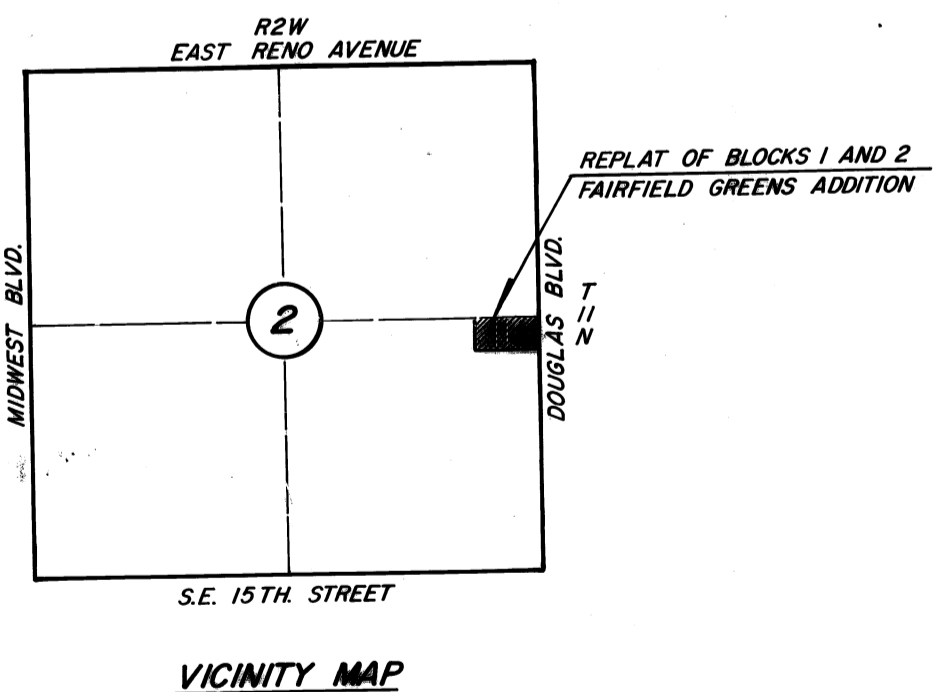 R2W
EAST RENO AVENUE
REPLAT OF BLOCKS 1 AND 2
FAIRFIELD GREENS ADDITION
MIDWEST BLVD.
2
DOUGLAS BLVD.
T
11
N
S.E. 15TH. STREET
VICINITY MAP